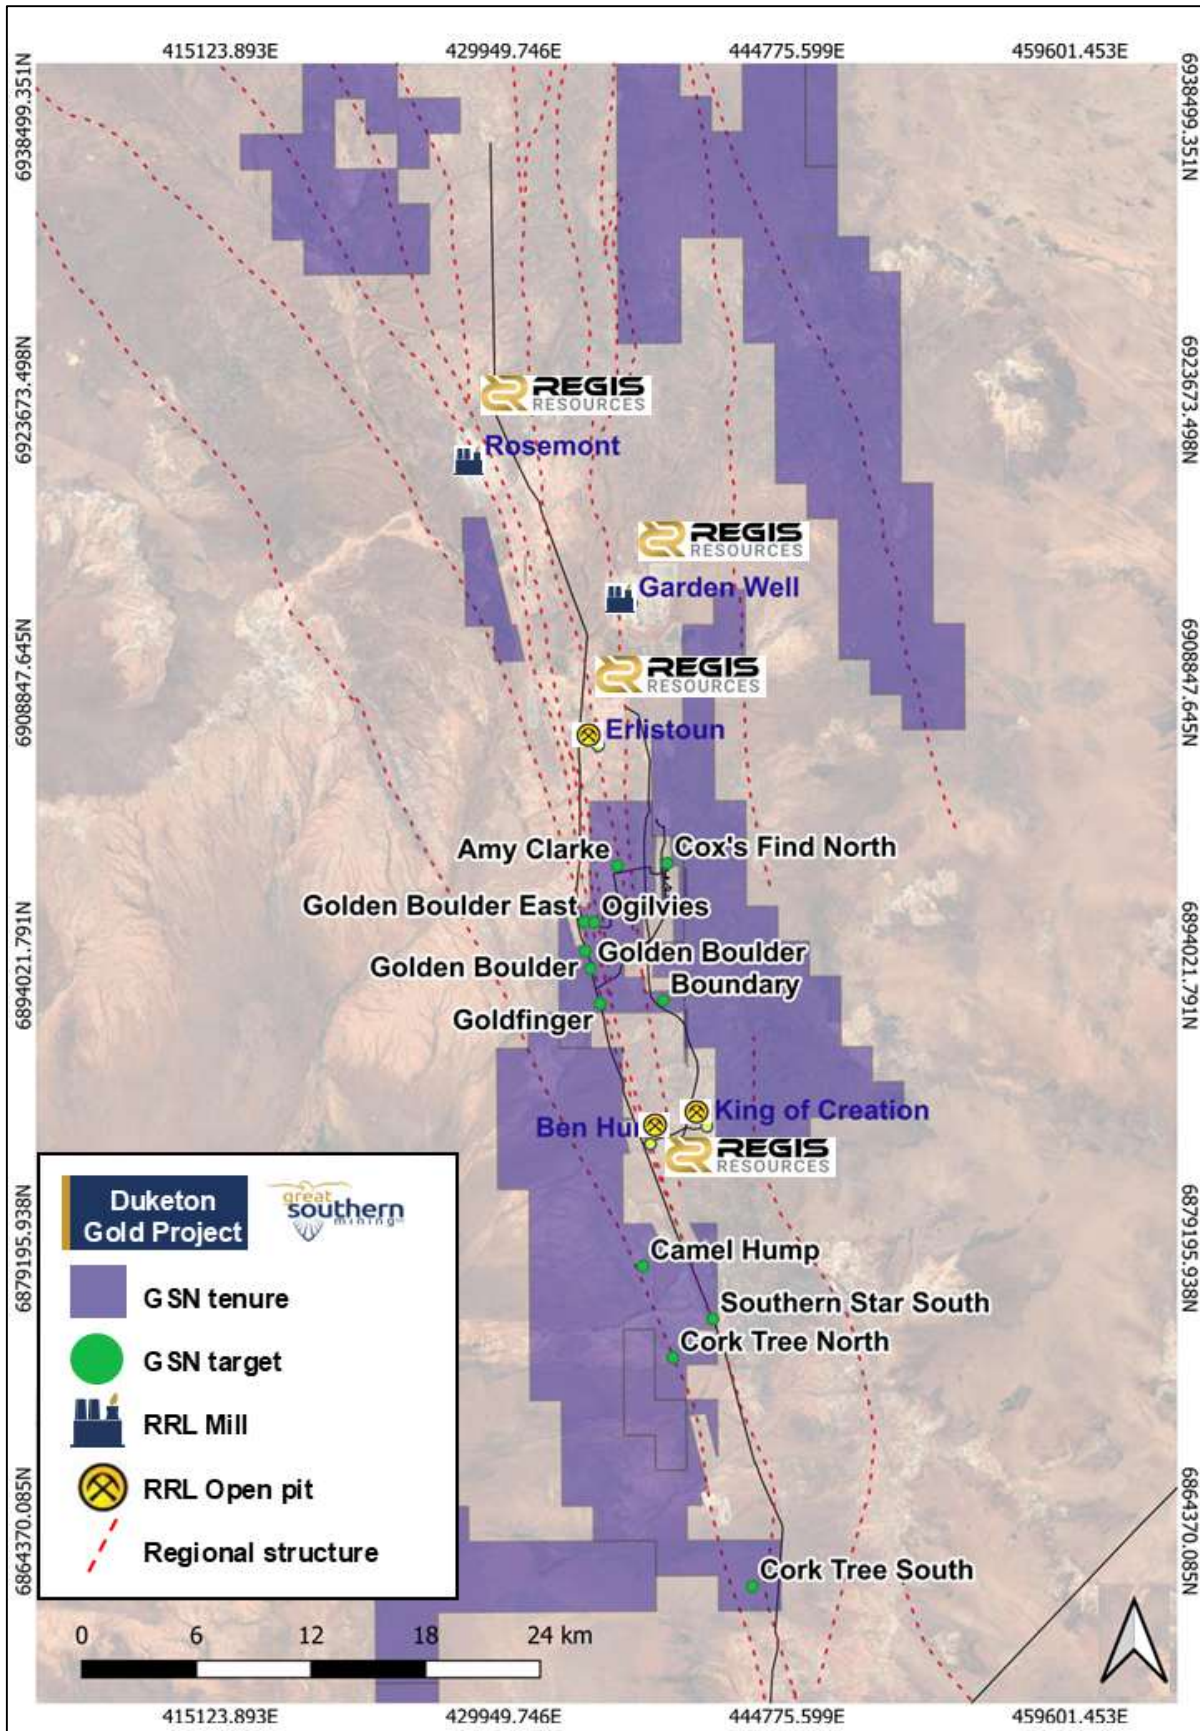 415123.893E 429949.746E 444775.599E 459601.453E
6938499.351N 6938499.351N
6923673.498N 6923673.498N
REGIS
RESOURCES
Rosemont
REGIS
RESOURCES
Garden Well
6908847.645N 6908847.645N
REGIS
RESOURCES
Erlistoun
Amy Clarke Cox's Find North
Golden Boulder East Ogilvies
6894021.791N 6894021.791N
Golden Boulder
Golden Boulder
Boundary
Goldfinger
King of Creation
Ben Hur
REGIS
RESOURCES
6879195.938N 6879195.938N
Camel Hump
Southern Star South
Cork Tree North
6864370.085N 6864370.085N
Cork Tree South
Duketon
Gold Project
great
southern
mining
GSN tenure
GSN target
RRL Mill
RRL Open pit
Regional structure
0 6 12 18 24 km
415123.893E 429949.746E 444775.599E 459601.453E